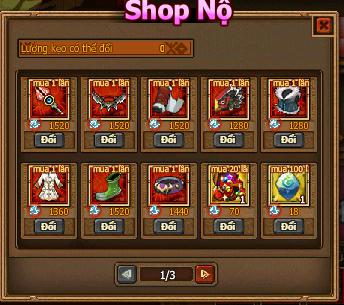 Shop Nộ
Lượng kẹo có thể đổi 0
mua 1 lần mua 1 lần mua 1 lần mua 1 lần mua 1 lần
1520 1520 1520 1280 1280
Đổi Đổi Đổi Đổi Đổi
mua 1 lần mua 1 lần mua 1 lần mua 20 lầ mua 100 l
1 1
1360 1520 1440 70 18
Đổi Đổi Đổi Đổi Đổi
1/3